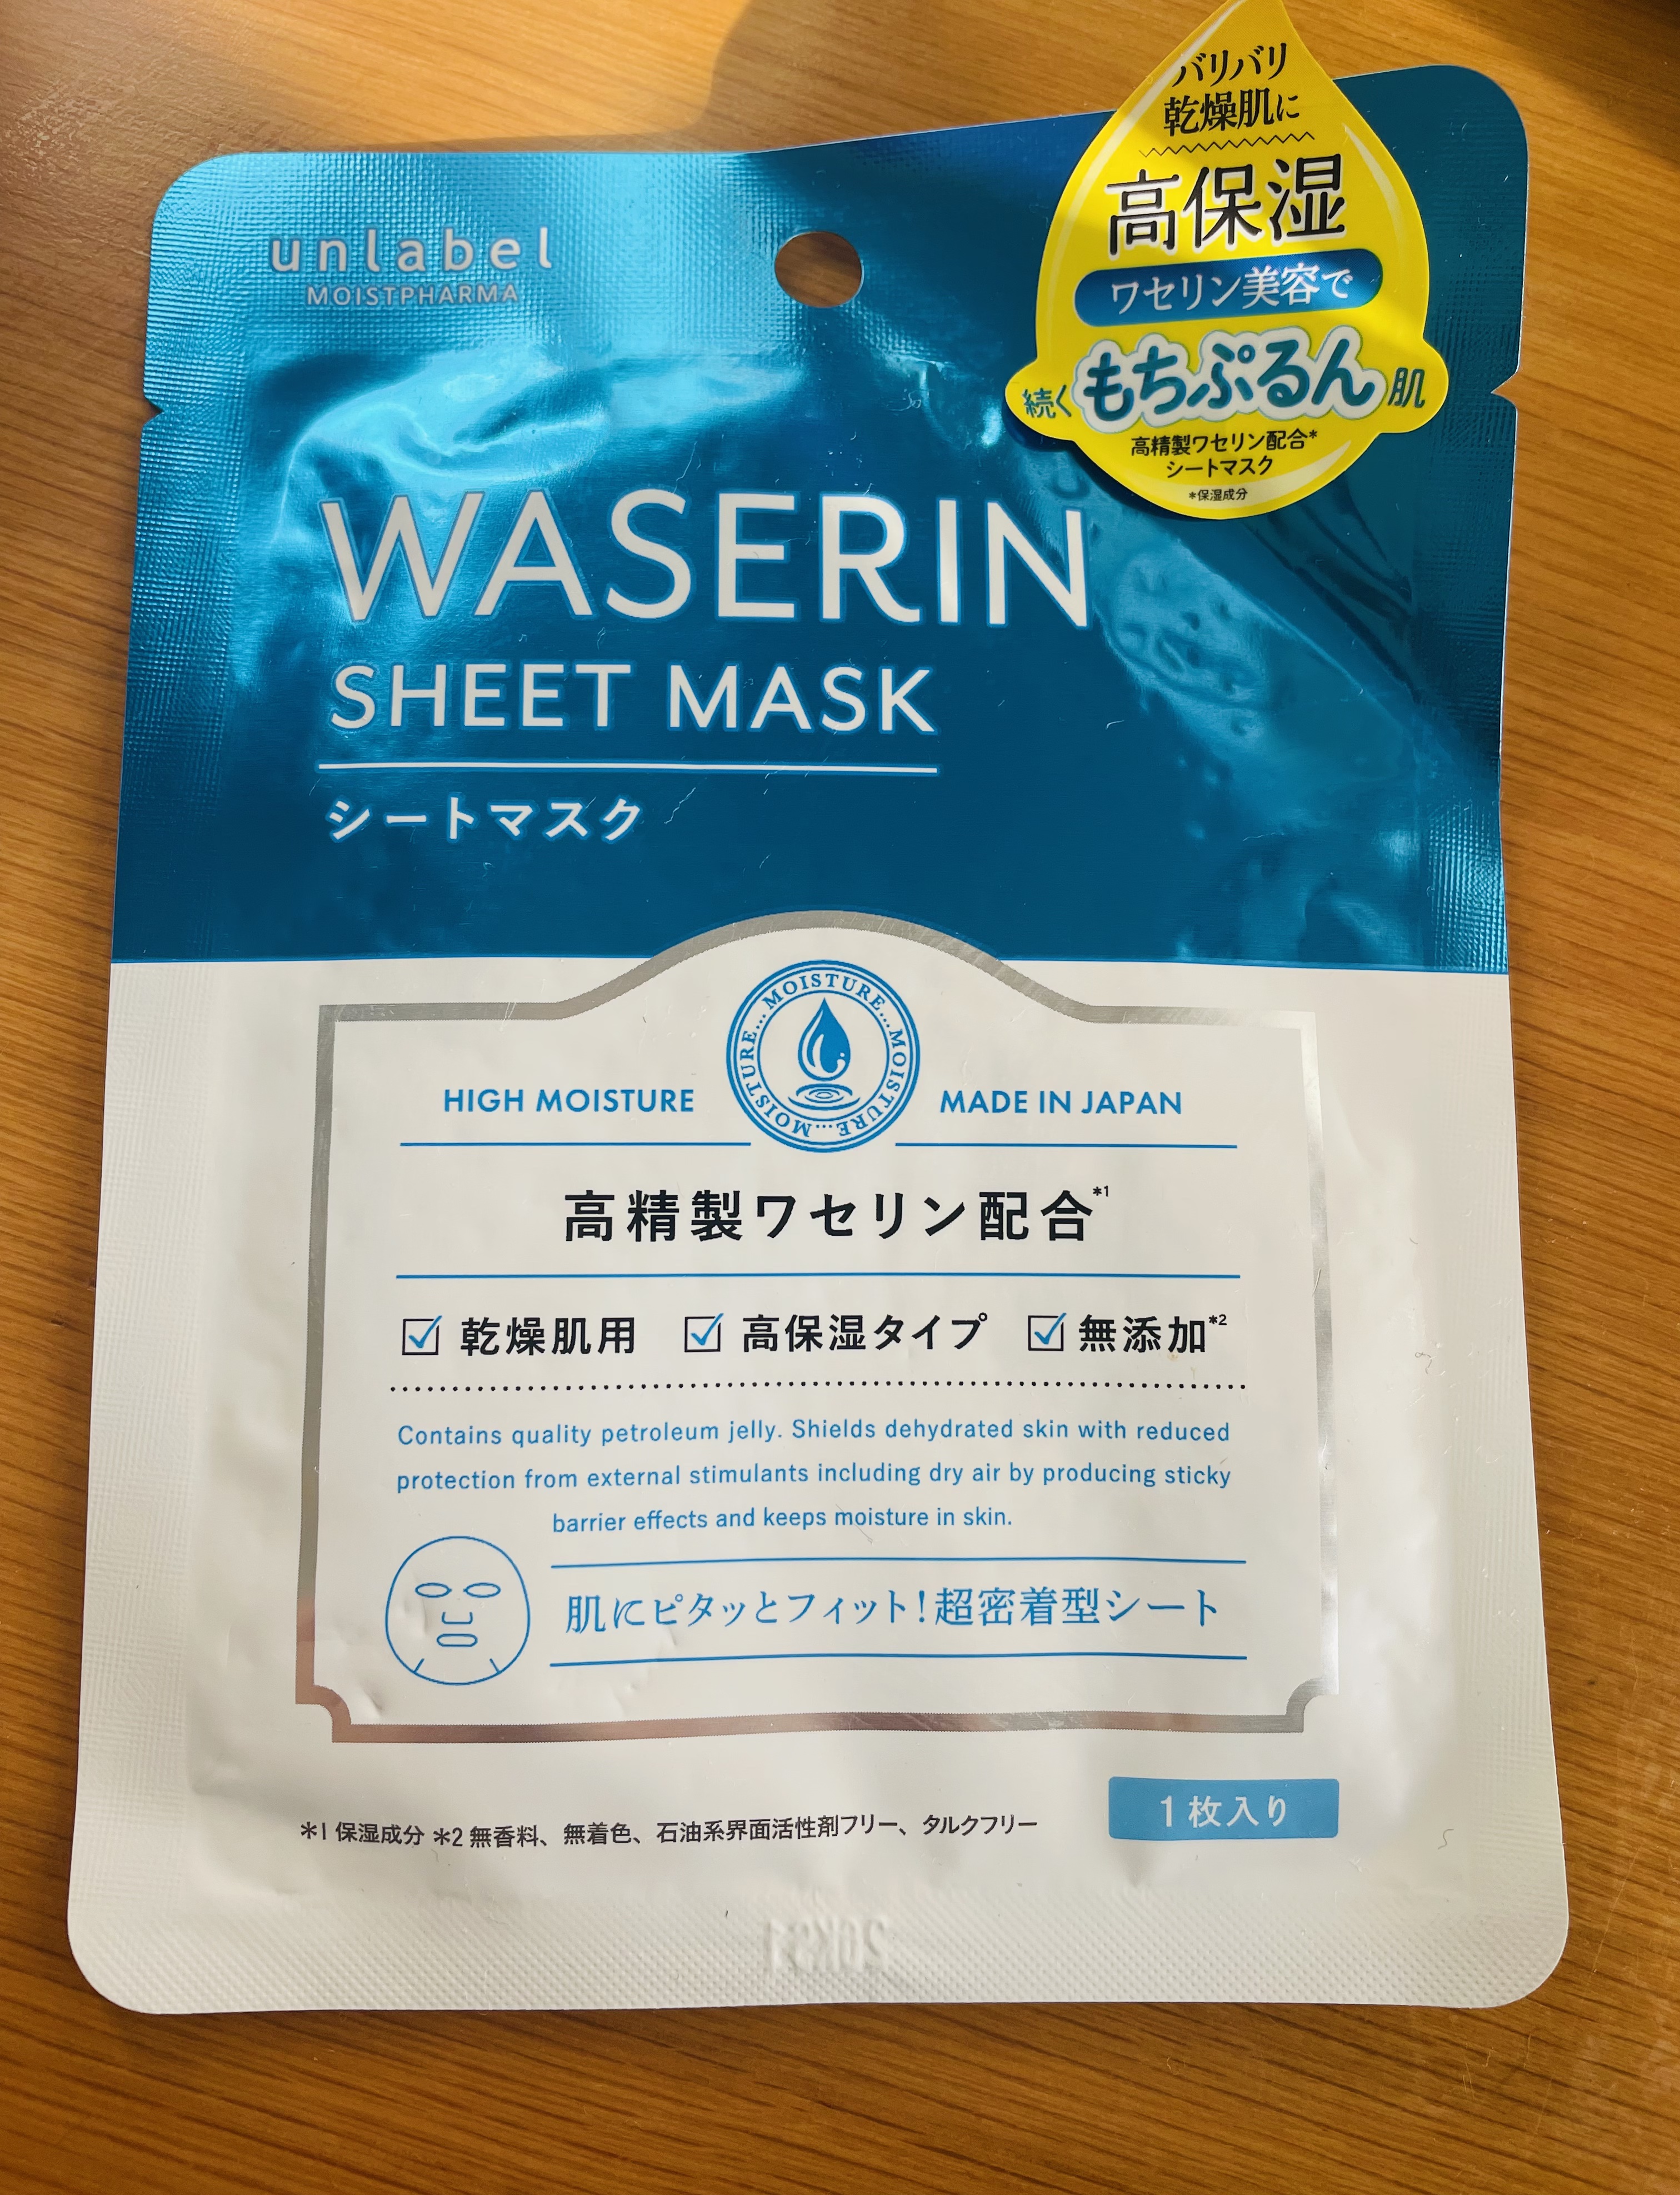 unlabel
MOISTPHARMA
バリバリ
乾燥肌に
高保湿
ワセリン美容で
続くもちぷるん肌
高精製ワセリン配合*
シートマスク
*保湿成分
WASERIN
SHEET MASK
シートマスク
MOISTURE... MOISTURE... MOISTURE... MOISTURE...
HIGH MOISTURE
MADE IN JAPAN
高精製ワセリン配合*1
☑ 乾燥肌用 ☑ 高保湿タイプ ☑ 無添加*2
Contains quality petroleum jelly. Shields dehydrated skin with reduced
protection from external stimulants including dry air by producing sticky
barrier effects and keeps moisture in skin.
肌にピタッとフィット!超密着型シート
1枚入り
*1 保湿成分 *2 無香料、無着色、石油系界面活性剤フリー、タルクフリー